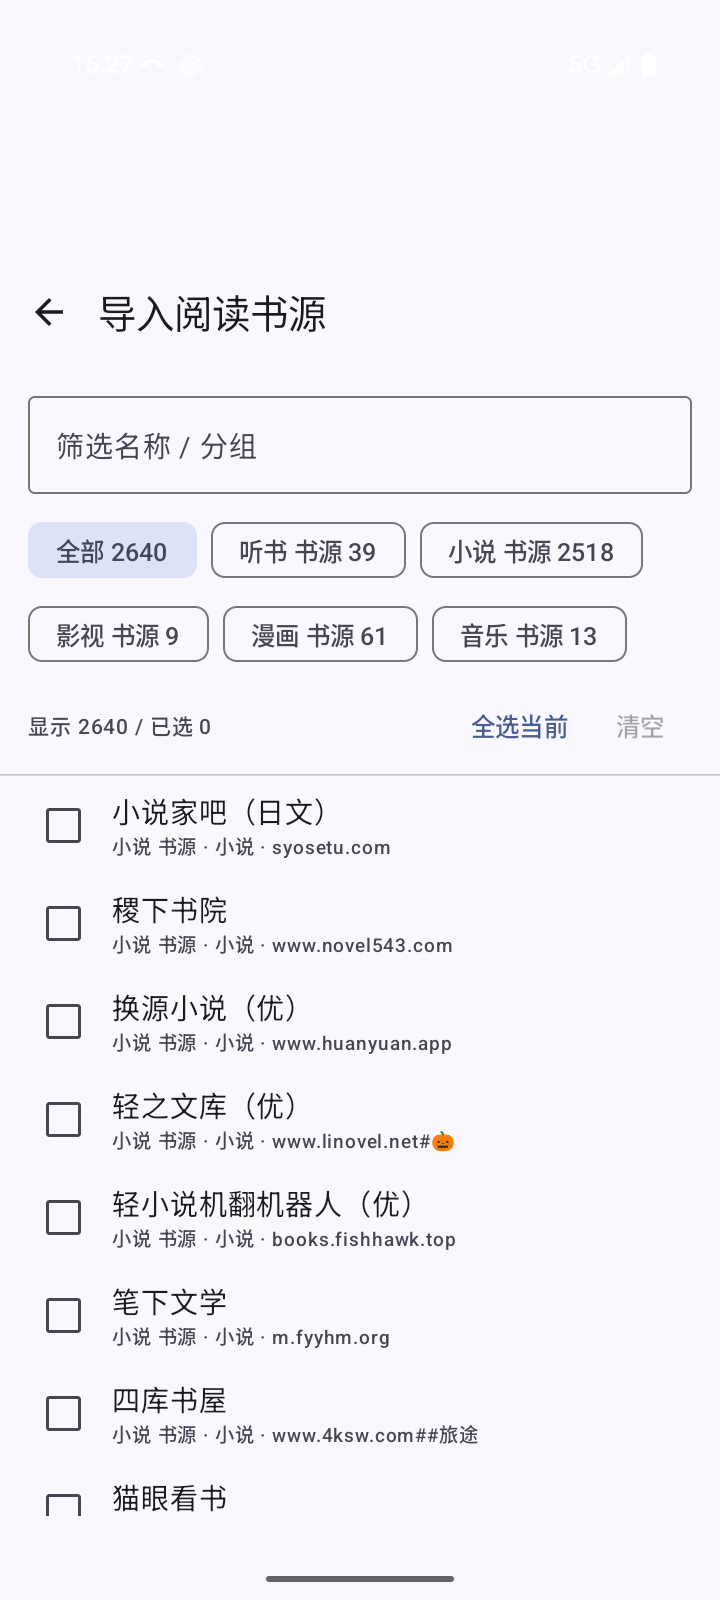 16:27 5G
导入阅读书源
筛选名称 / 分组
全部 2640 听书 书源 39 小说 书源 2518
影视 书源 9 漫画 书源 61 音乐 书源 13
显示 2640 / 已选 0 全选当前 清空
小说家吧（日文）
小说 书源 · 小说 · syosetu.com
稷下书院
小说 书源 · 小说 · www.novel543.com
换源小说（优）
小说 书源 · 小说 · www.huanyuan.app
轻之文库（优）
小说 书源 · 小说 · www.linovel.net#🎃
轻小说机翻机器人（优）
小说 书源 · 小说 · books.fishhawk.top
笔下文学
小说 书源 · 小说 · m.fyyhm.org
四库书屋
小说 书源 · 小说 · www.4ksw.com##旅途
猫眼看书